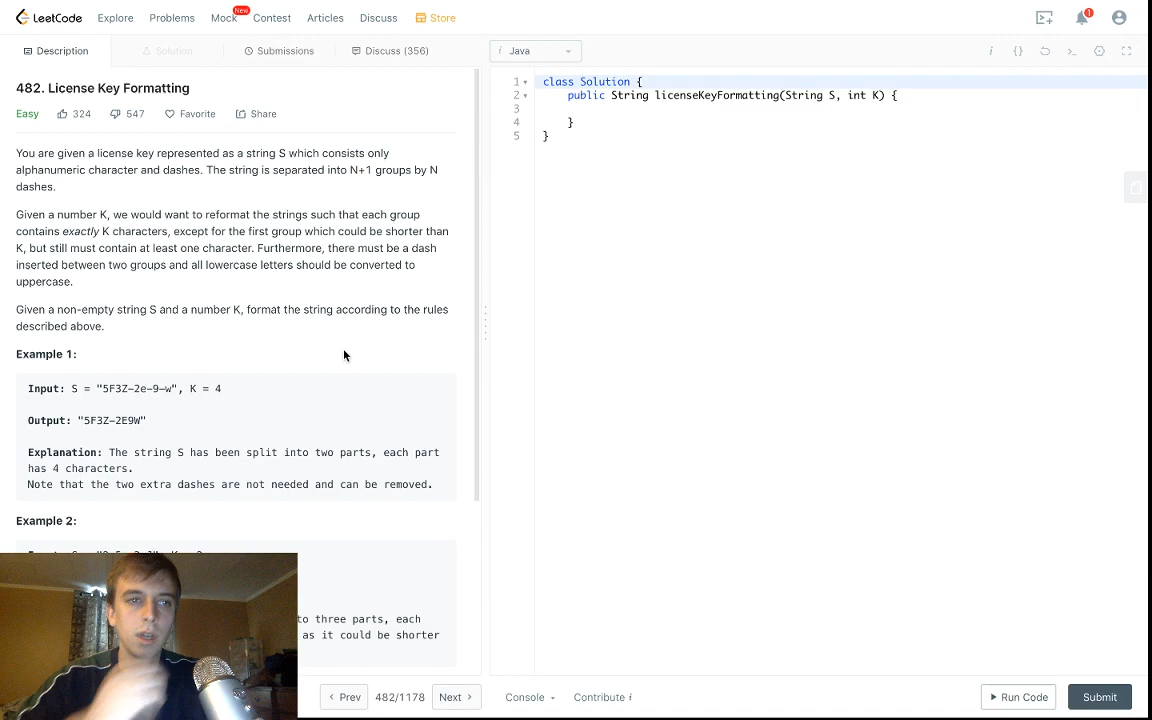 LeetCode Explore Problems Mock New Contest Articles Discuss Store 1
Description Solution Submissions Discuss (356) i Java
482. License Key Formatting
Easy 324 547 Favorite Share
You are given a license key represented as a string S which consists only
alphanumeric character and dashes. The string is separated into N+1 groups by N
dashes.
Given a number K, we would want to reformat the strings such that each group
contains exactly K characters, except for the first group which could be shorter than
K, but still must contain at least one character. Furthermore, there must be a dash
inserted between two groups and all lowercase letters should be converted to
uppercase.
Given a non-empty string S and a number K, format the string according to the rules
described above.
Example 1:
Input: S = "5F3Z-2e-9-w", K = 4
Output: "5F3Z-2E9W"
Explanation: The string S has been split into two parts, each part
has 4 characters.
Note that the two extra dashes are not needed and can be removed.
Example 2:
to three parts, each
as it could be shorter
Prev 482/1178 Next
1 class Solution {
2 public String licenseKeyFormatting(String S, int K) {
3
4 }
5 }
Console Contribute i Run Code Submit